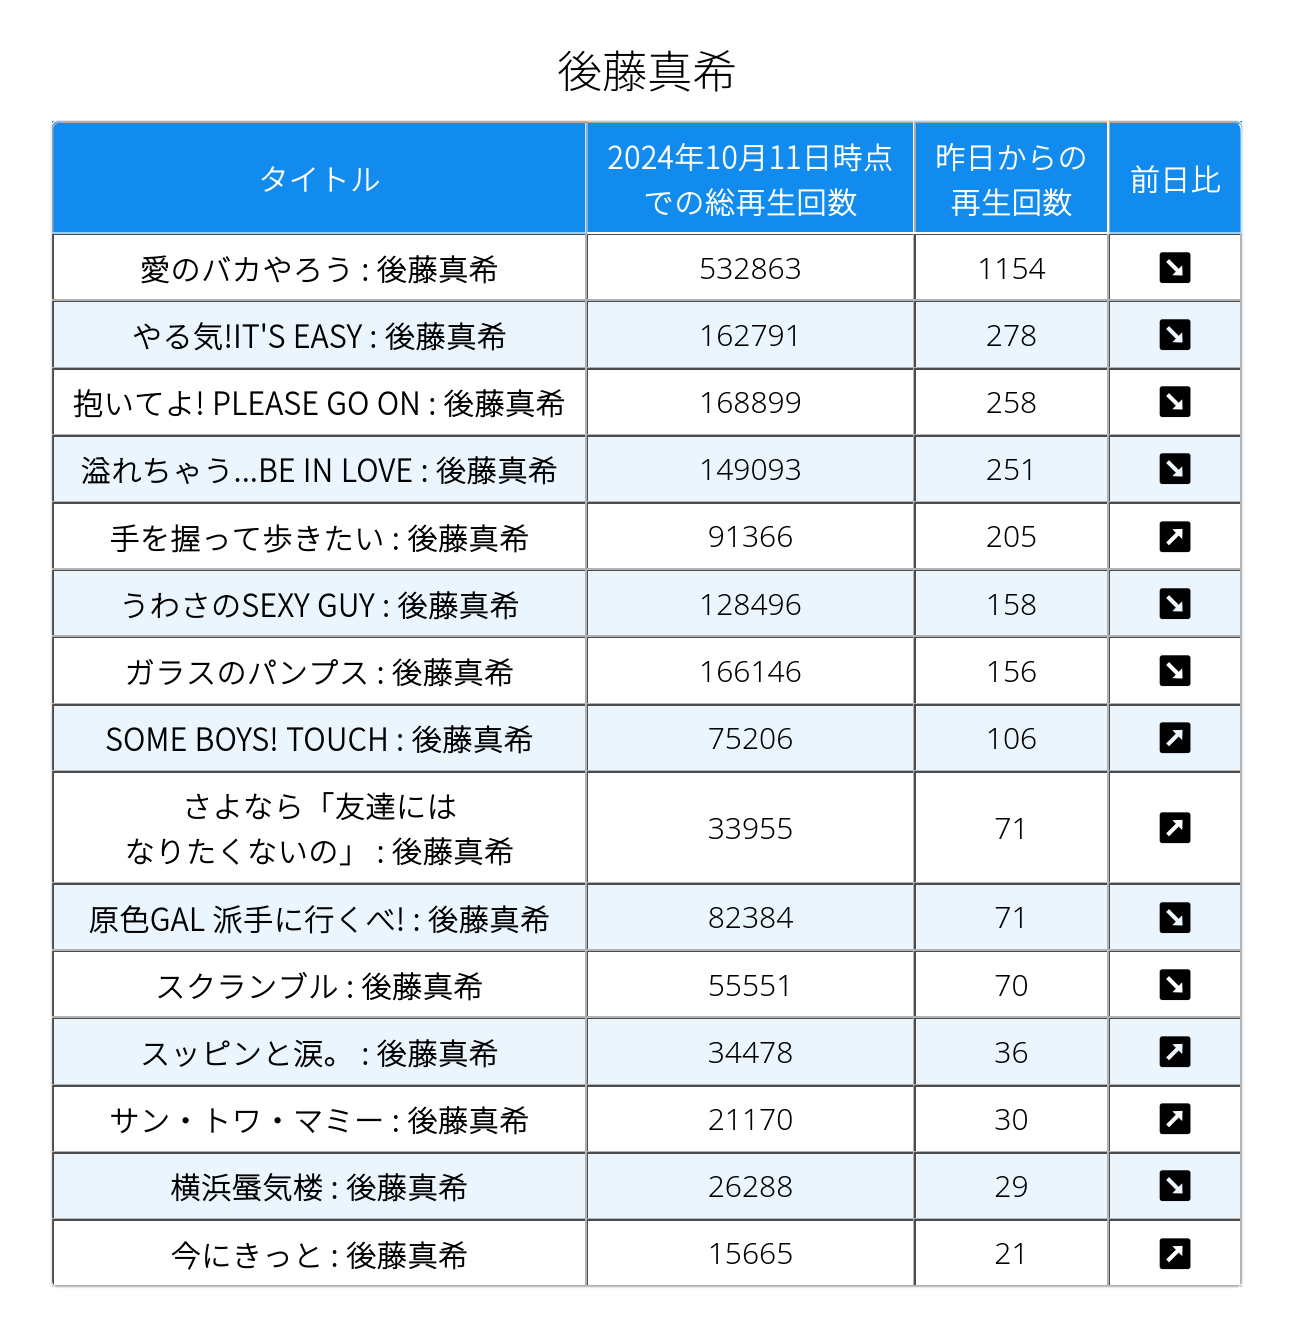 後藤真希
タイトル
2024年10月11日時点
での総再生回数
昨日からの
再生回数
前日比
愛のバカやろう : 後藤真希 532863 1154 ↘
やる気!IT'S EASY : 後藤真希 162791 278 ↘
抱いてよ! PLEASE GO ON : 後藤真希 168899 258 ↘
溢れちゃう...BE IN LOVE : 後藤真希 149093 251 ↘
手を握って歩きたい : 後藤真希 91366 205 ↗
うわさのSEXY GUY : 後藤真希 128496 158 ↘
ガラスのパンプス : 後藤真希 166146 156 ↘
SOME BOYS! TOUCH : 後藤真希 75206 106 ↗
さよなら「友達には
なりたくないの」 : 後藤真希 33955 71 ↗
原色GAL 派手に行くべ! : 後藤真希 82384 71 ↘
スクランブル : 後藤真希 55551 70 ↘
スッピンと涙。 : 後藤真希 34478 36 ↗
サン・トワ・マミー : 後藤真希 21170 30 ↗
横浜蜃気楼 : 後藤真希 26288 29 ↘
今にきっと : 後藤真希 15665 21 ↗